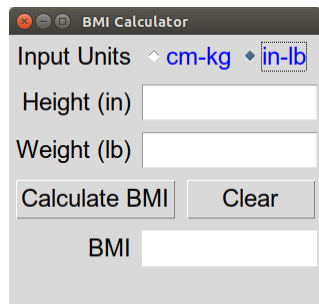 BMI Calculator
Input Units cm-kg in-lb
Height (in)
Weight (lb)
Calculate BMI Clear
BMI